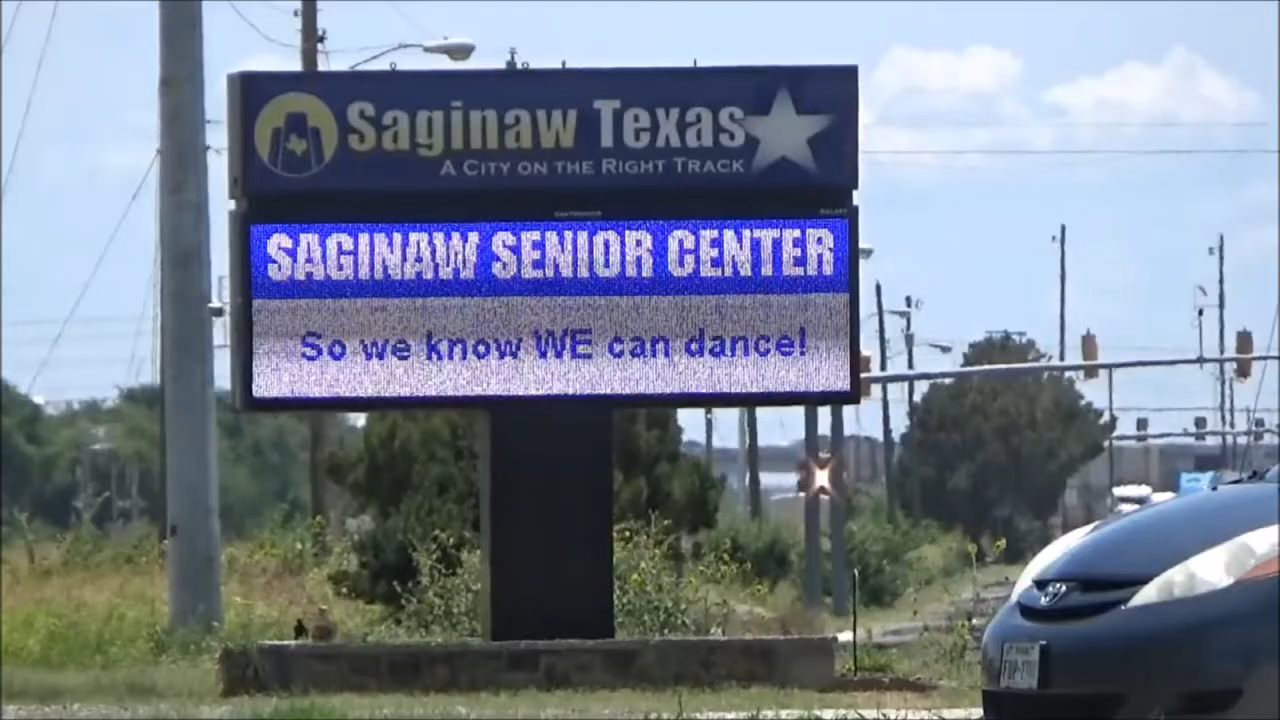 Saginaw Texas
A CITY ON THE RIGHT TRACK
SAGINAW SENIOR CENTER
So we know WE can dance!